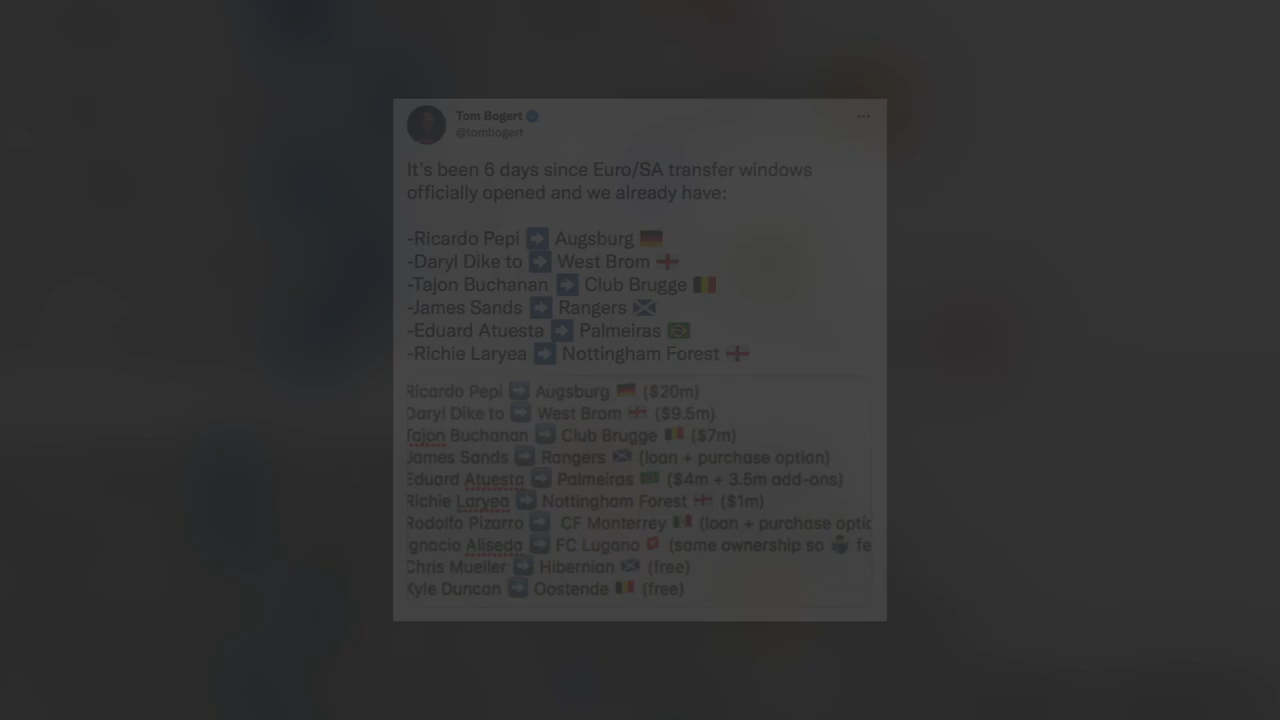 Tom Bogert
@tombogert
It's been 6 days since Euro/SA transfer windows
officially opened and we already have:
-Ricardo Pepi ➡️ Augsburg 🇩🇪
-Daryl Dike to ➡️ West Brom 🏴󠁧󠁢󠁥󠁮󠁧󠁿
-Tajon Buchanan ➡️ Club Brugge 🇧🇪
-James Sands ➡️ Rangers 🏴󠁧󠁢󠁳󠁣󠁴󠁿
-Eduard Atuesta ➡️ Palmeiras 🇧🇷
-Richie Laryea ➡️ Nottingham Forest 🏴󠁧󠁢󠁥󠁮󠁧󠁿
Ricardo Pepi ➡️ Augsburg 🇩🇪 ($20m)
Daryl Dike to ➡️ West Brom 🏴󠁧󠁢󠁥󠁮󠁧󠁿 ($9.5m)
Tajon Buchanan ➡️ Club Brugge 🇧🇪 ($7m)
James Sands ➡️ Rangers 🏴󠁧󠁢󠁳󠁣󠁴󠁿 (loan + purchase option)
Eduard Atuesta ➡️ Palmeiras 🇧🇷 ($4m + 3.5m add-ons)
Richie Laryea ➡️ Nottingham Forest 🏴󠁧󠁢󠁥󠁮󠁧󠁿 ($1m)
Rodolfo Pizarro ➡️ CF Monterrey 🇲🇽 (loan + purchase optic
Ignacio Aliseda ➡️ FC Lugano 🇨🇭 (same ownership so 🤷 fe
Chris Mueller ➡️ Hibernian 🏴󠁧󠁢󠁳󠁣󠁴󠁿 (free)
Kyle Duncan ➡️ Oostende 🇧🇪 (free)